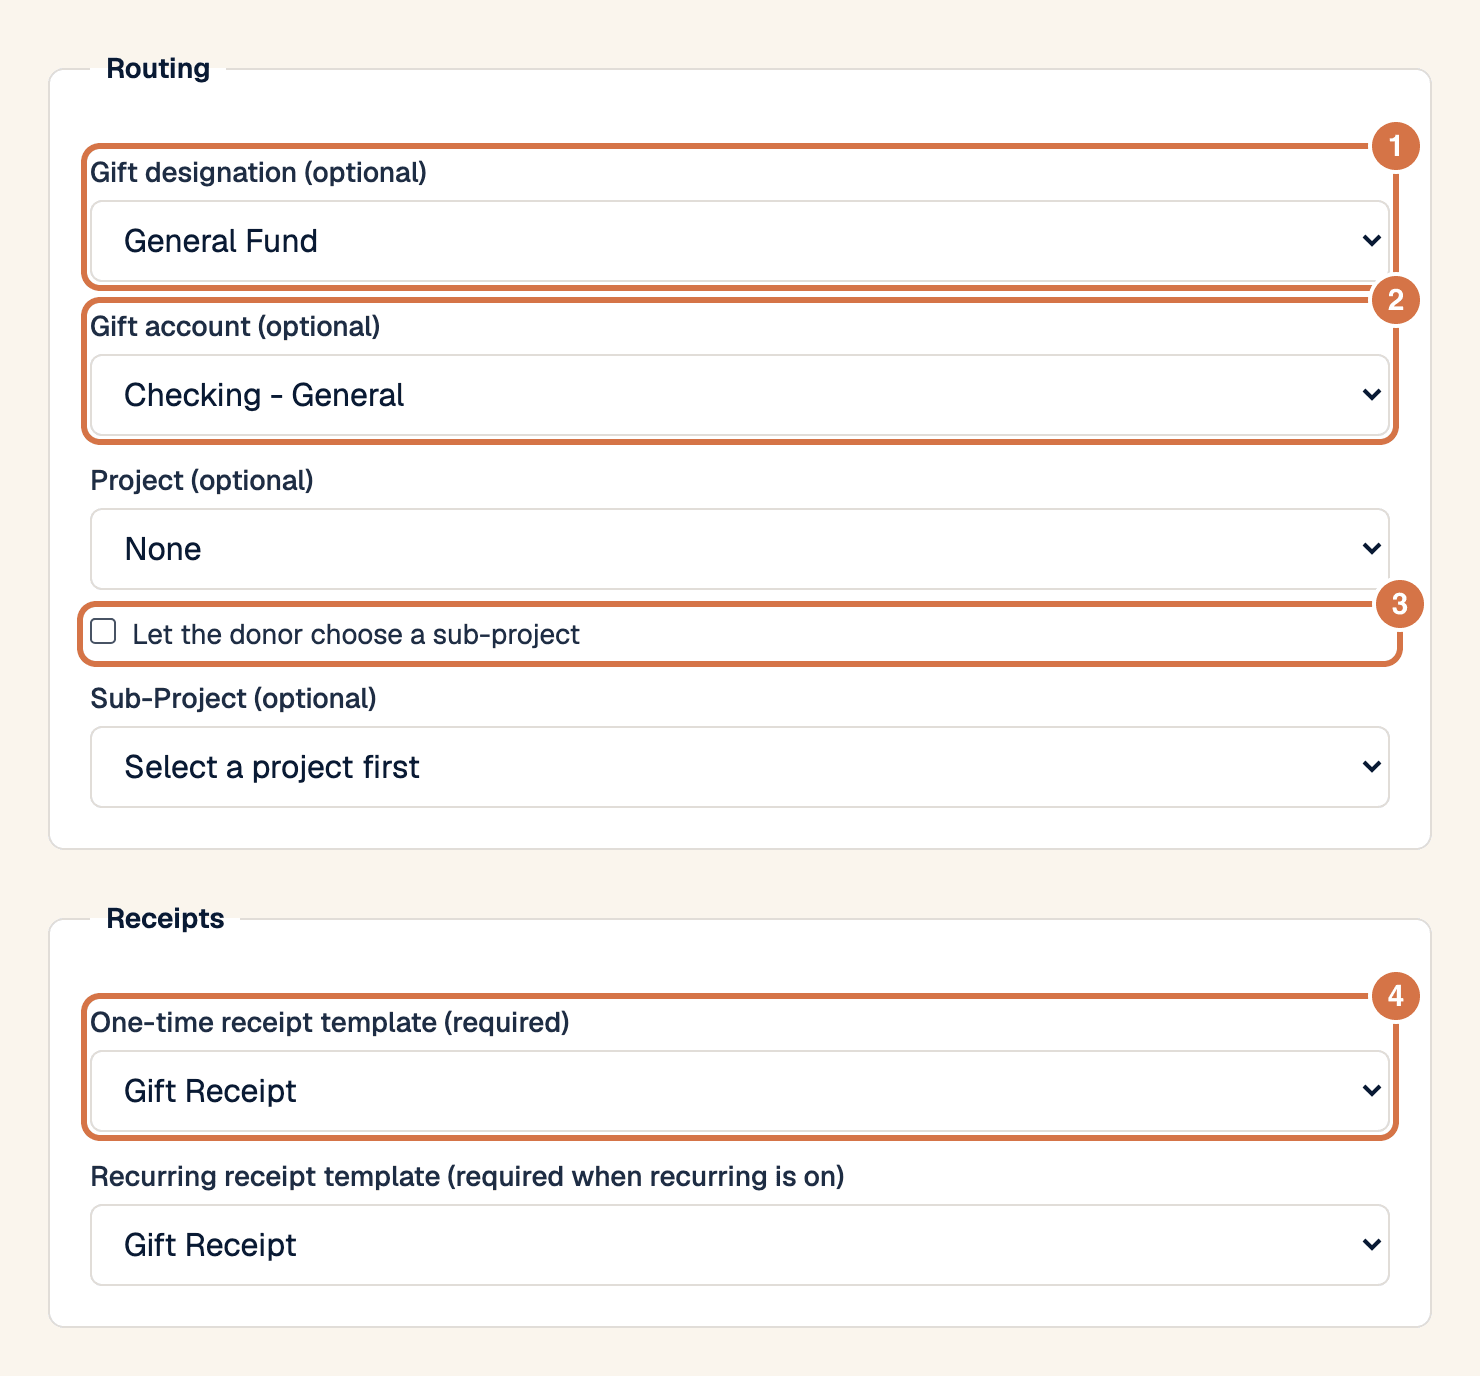 Routing
1
Gift designation (optional)
General Fund
2
Gift account (optional)
Checking - General
Project (optional)
None
3
Let the donor choose a sub-project
Sub-Project (optional)
Select a project first
Receipts
4
One-time receipt template (required)
Gift Receipt
Recurring receipt template (required when recurring is on)
Gift Receipt